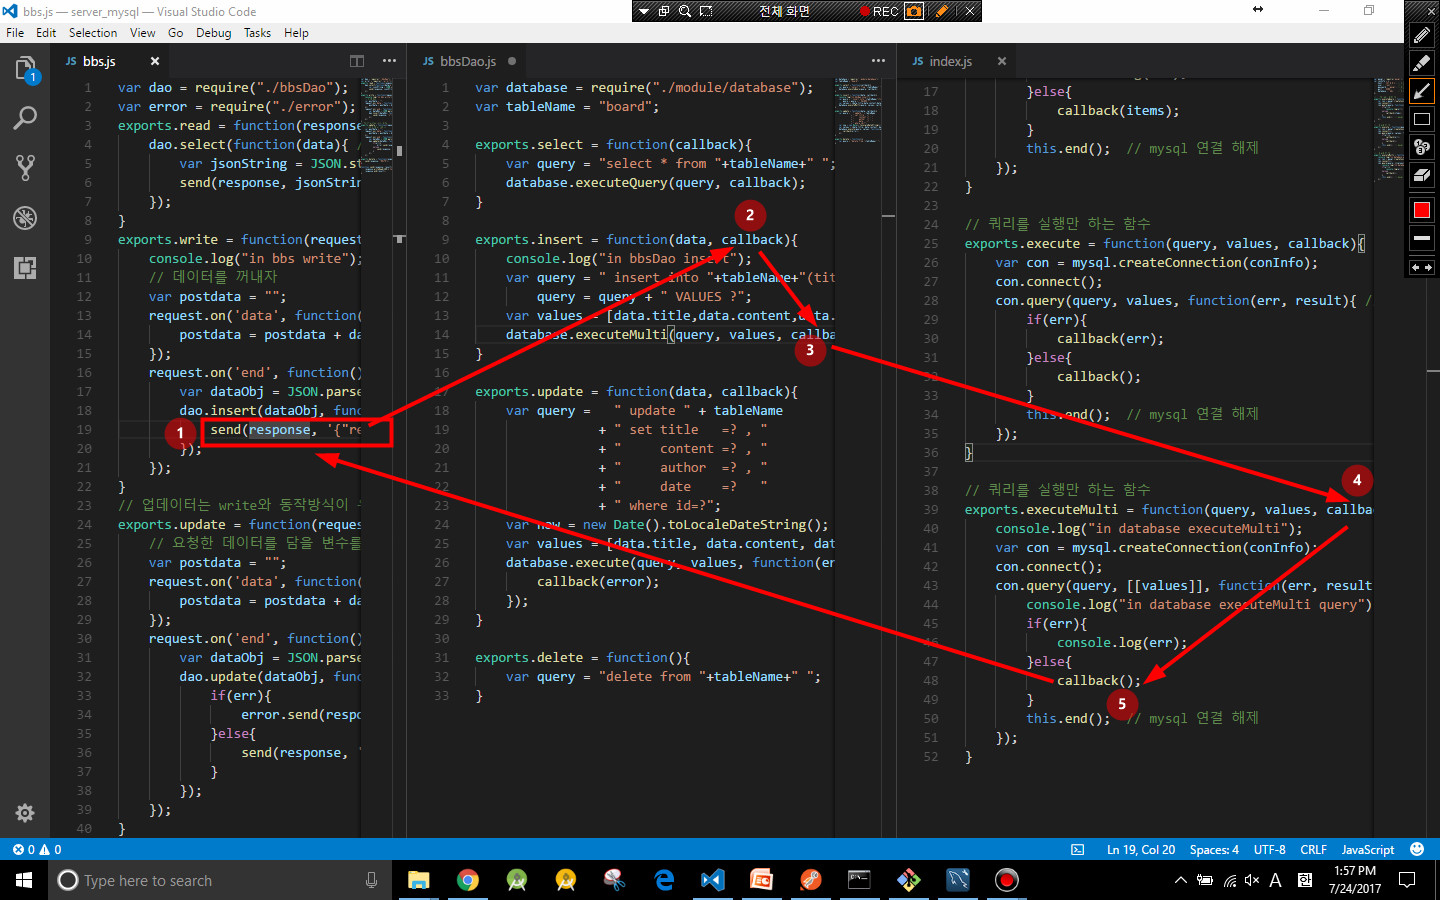 bbs.js — server_mysql — Visual Studio Code
전체 화면
REC
File Edit Selection View Go Debug Tasks Help
1
JS bbs.js
1 var dao = require("./bbsDao");
2 var error = require("./error");
3 exports.read = function(response
4 dao.select(function(data){ /
5 var jsonString = JSON.st
6 send(response, jsonStrin
7 });
8 }
9 exports.write = function(request
10 console.log("in bbs write");
11 // 데이터를 꺼내자
12 var postdata = "";
13 request.on('data', function(
14 postdata = postdata + da
15 });
16 request.on('end', function()
17 var dataObj = JSON.parse
18 dao.insert(dataObj, func
19 send(response, '{"re
20 });
21 });
22 }
23 // 업데이터는 write와 동작방식이
24 exports.update = function(reques
25 // 요청한 데이터를 담을 변수를
26 var postdata = "";
27 request.on('data', function(
28 postdata = postdata + da
29 });
30 request.on('end', function()
31 var dataObj = JSON.parse
32 dao.update(dataObj, func
33 if(err){
34 error.send(respo
35 }else{
36 send(response, '
37 }
38 });
39 });
40 }
JS bbsDao.js
1 var database = require("./module/database");
2 var tableName = "board";
3
4 exports.select = function(callback){
5 var query = "select * from "+tableName+" ";
6 database.executeQuery(query, callback);
7 }
8
9 exports.insert = function(data, callback){
10 console.log("in bbsDao insert");
11 var query = " insert into "+tableName+"(tit
12 query = query + " VALUES ?";
13 var values = [data.title,data.content,data.
14 database.executeMulti(query, values, callba
15 }
16
17 exports.update = function(data, callback){
18 var query = " update " + tableName
19 + " set title =? , "
20 + " content =? , "
21 + " author =? , "
22 + " date =? "
23 + " where id=?";
24 var now = new Date().toLocaleDateString();
25 var values = [data.title, data.content, dat
26 database.execute(query, values, function(er
27 callback(error);
28 });
29 }
30
31 exports.delete = function(){
32 var query = "delete from "+tableName+" ";
33 }
JS index.js
17 }else{
18 callback(items);
19 }
20 this.end(); // mysql 연결 해제
21 });
22 }
23
24 // 쿼리를 실행만 하는 함수
25 exports.execute = function(query, values, callback){
26 var con = mysql.createConnection(conInfo);
27 con.connect();
28 con.query(query, values, function(err, result){ /
29 if(err){
30 callback(err);
31 }else{
32 callback();
33 }
34 this.end(); // mysql 연결 해제
35 });
36 }
37
38 // 쿼리를 실행만 하는 함수
39 exports.executeMulti = function(query, values, callba
40 console.log("in database executeMulti");
41 var con = mysql.createConnection(conInfo);
42 con.connect();
43 con.query(query, [[values]], function(err, result
44 console.log("in database executeMulti query")
45 if(err){
46 console.log(err);
47 }else{
48 callback();
49 }
50 this.end(); // mysql 연결 해제
51 });
52 }
1
2
3
4
5
0 0
Ln 19, Col 20 Spaces: 4 UTF-8 CRLF JavaScript
Type here to search
A 한
1:57 PM
7/24/2017